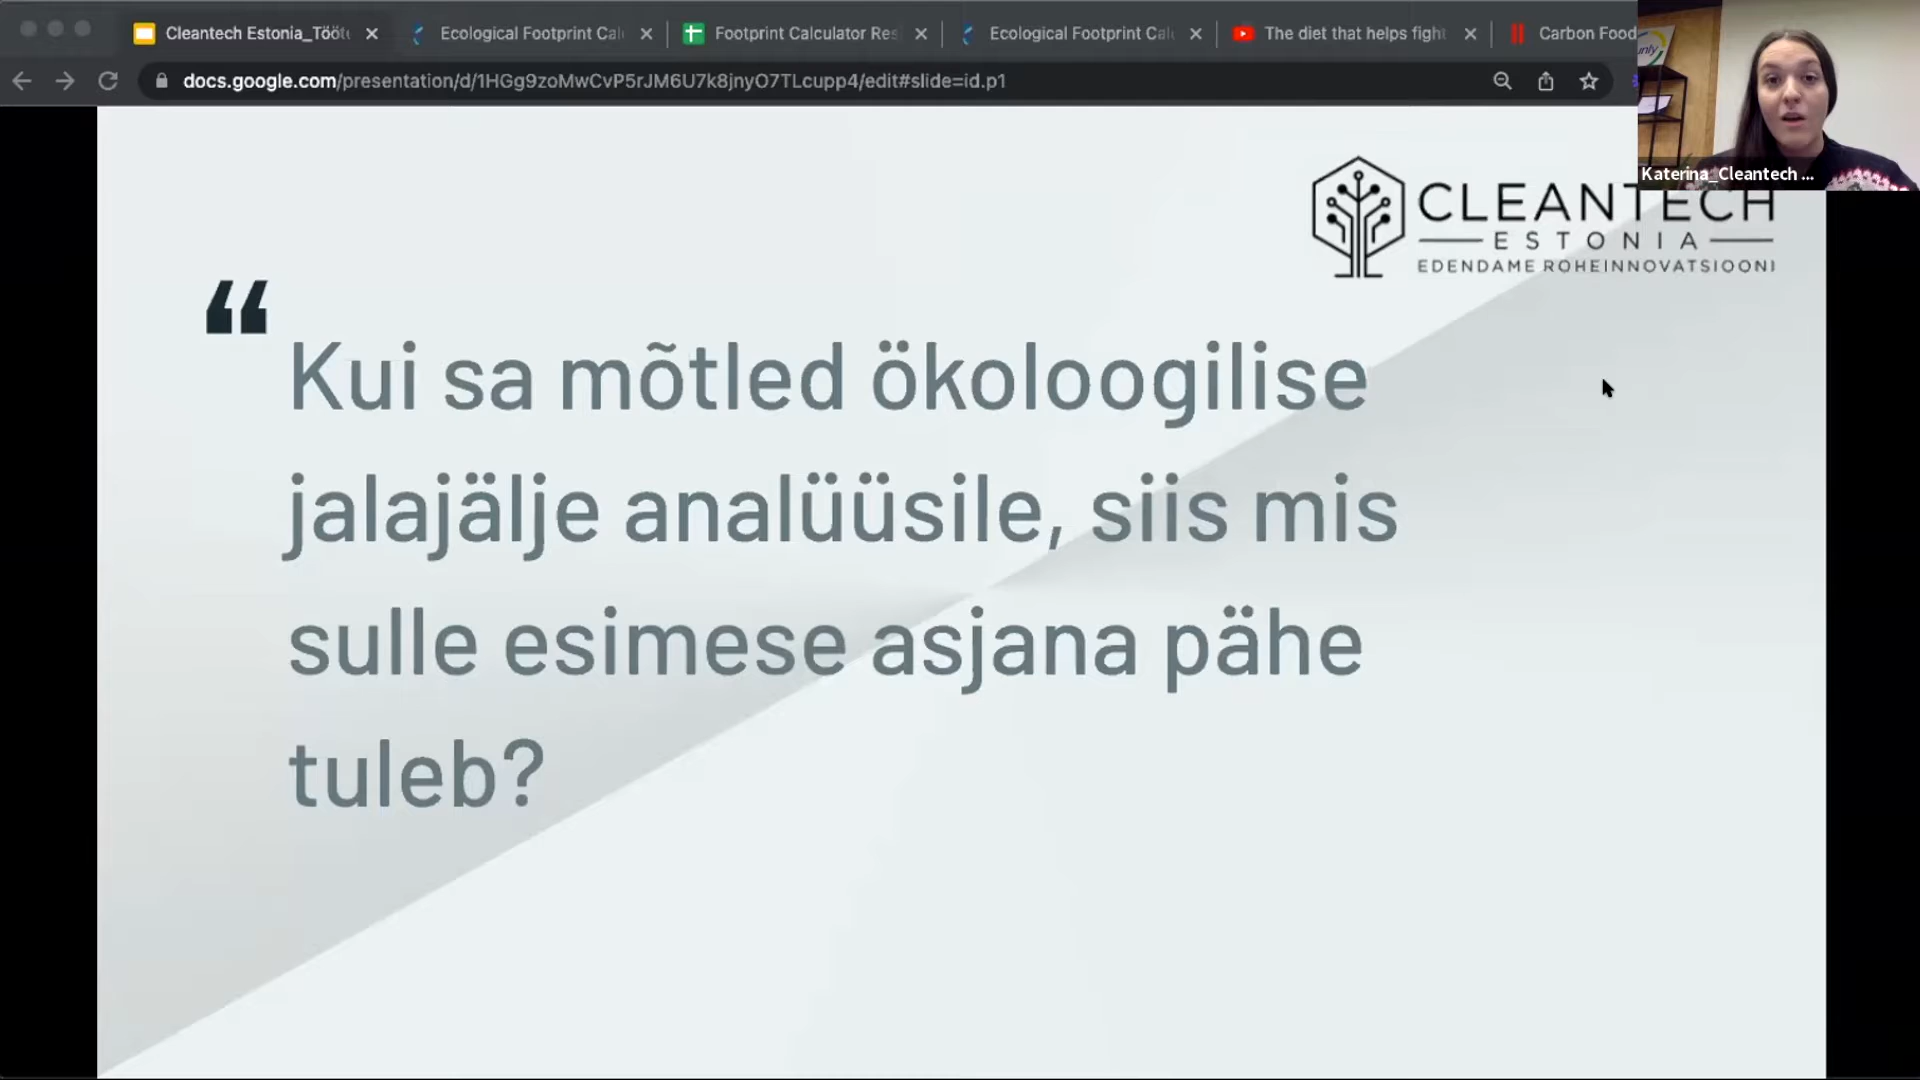 Cleantech Estonia_Tööt
Ecological Footprint Cal
Footprint Calculator Res
Ecological Footprint Cal
The diet that helps fight
Carbon Food
docs.google.com/presentation/d/1HGg9zoMwCvP5rJM6U7k8jnyO7TLcupp4/edit#slide=id.p1
Katerina_Cleantech ...
CLEANTECH
ESTONIA
EDENDAME ROHEINNOVATSIOONI
“
Kui sa mõtled ökoloogilise
jalajälje analüüsile, siis mis
sulle esimese asjana pähe
tuleb?